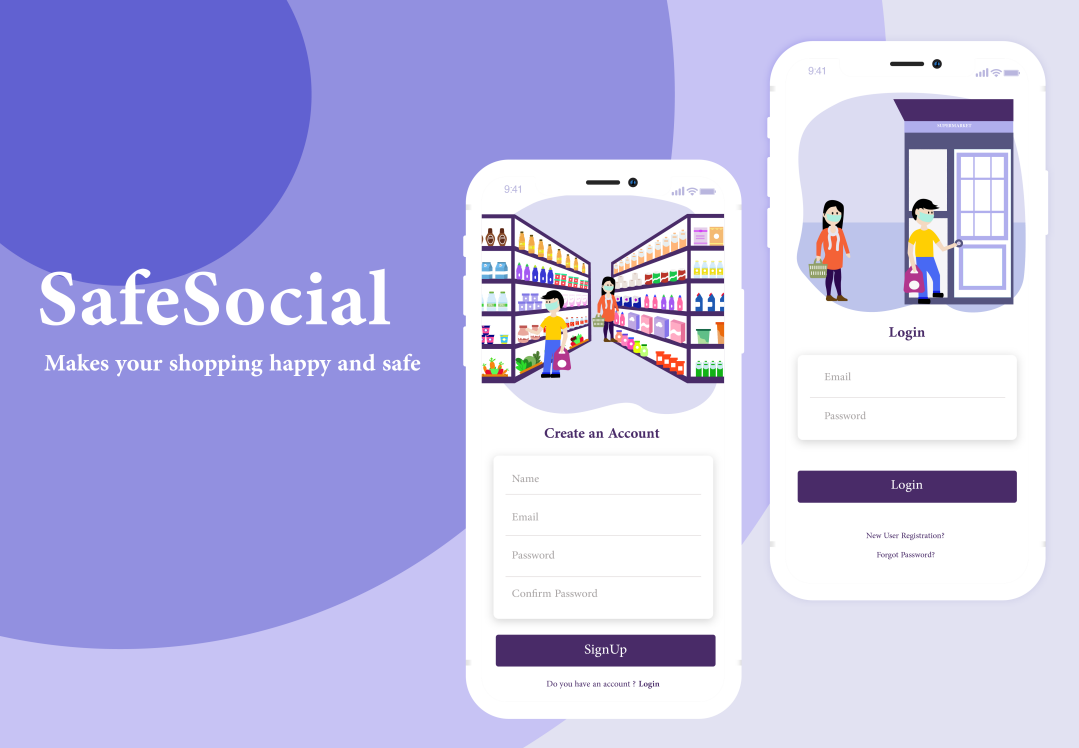 SafeSocial
Makes your shopping happy and safe
9:41
Create an Account
Name
Email
Password
Confirm Password
SignUp
Do you have an account ? Login
9:41
SUPERMARKET
Login
Email
Password
Login
New User Registration?
Forgot Password?